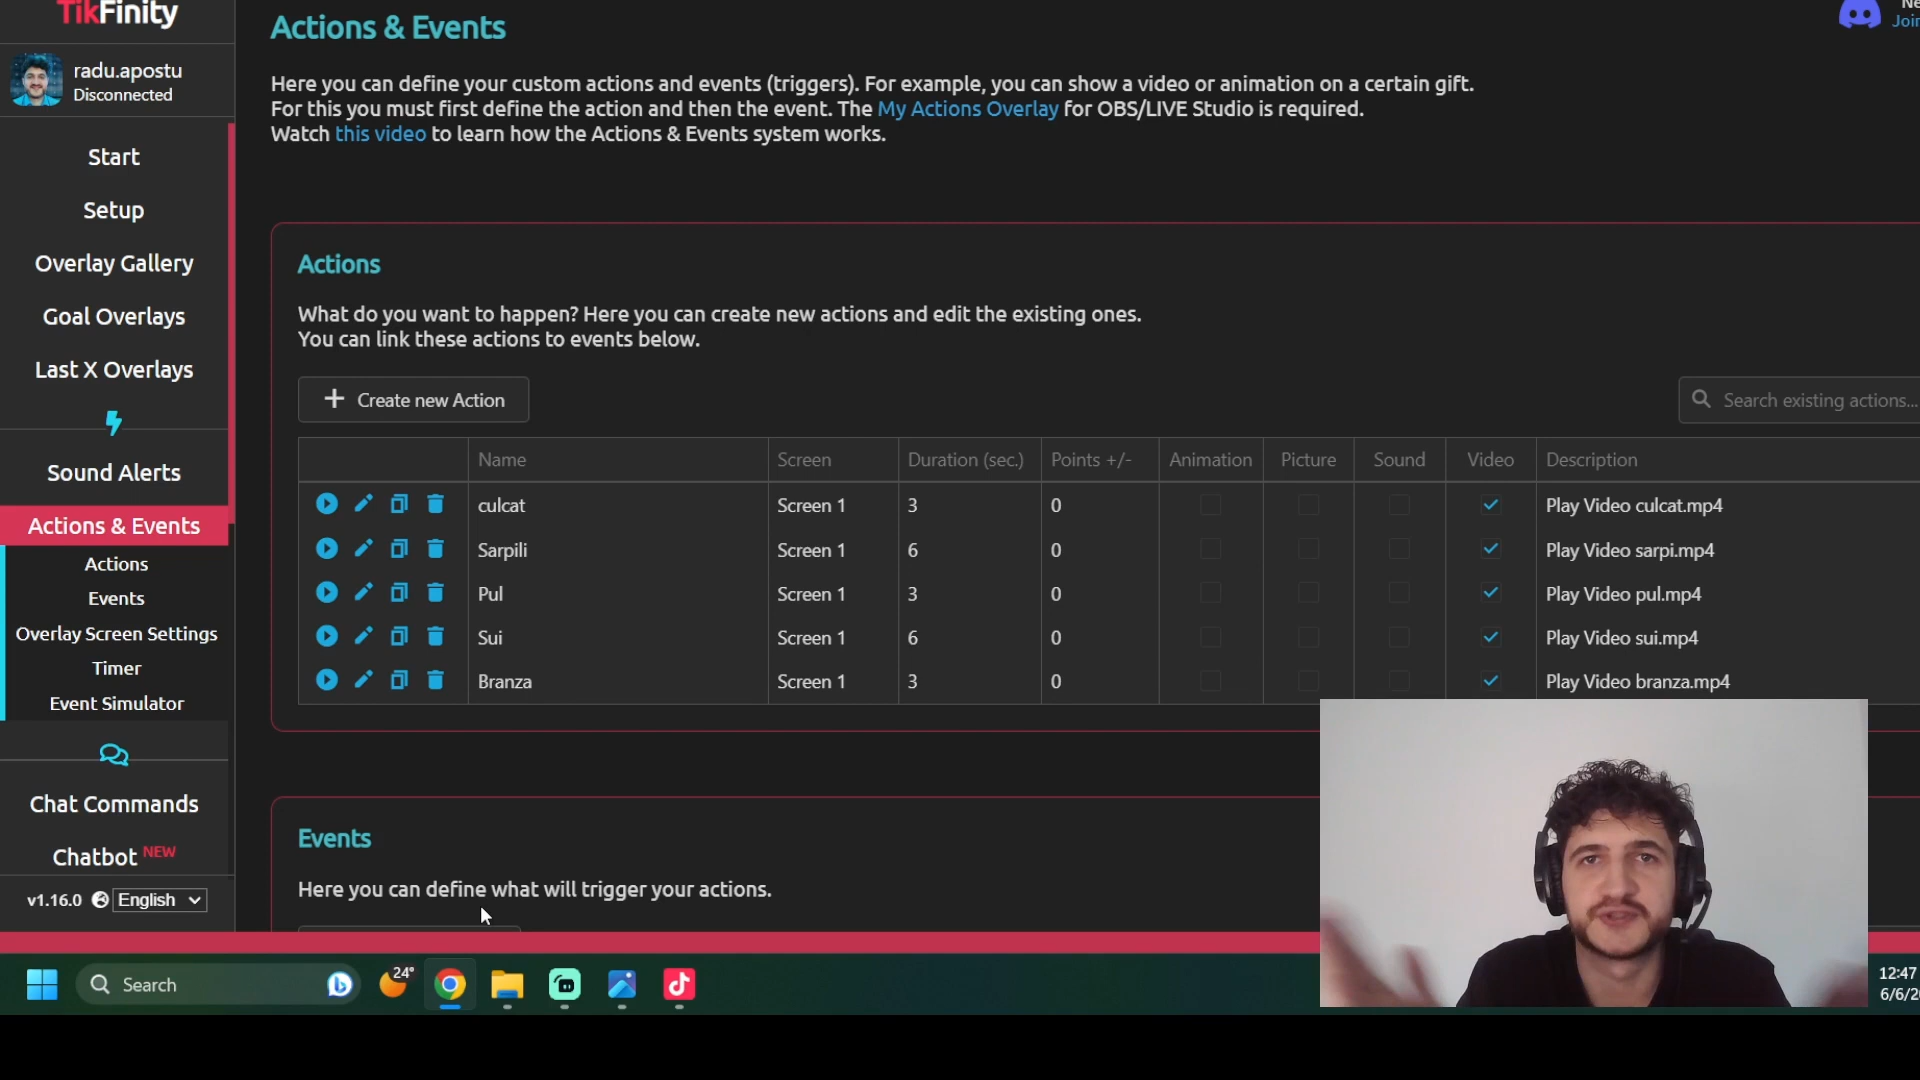 TikFinity
radu.apostu
Disconnected
Start
Setup
Overlay Gallery
Goal Overlays
Last X Overlays
Sound Alerts
Actions & Events
Actions
Events
Overlay Screen Settings
Timer
Event Simulator
Chat Commands
Chatbot NEW
v1.16.0 English
Actions & Events
Here you can define your custom actions and events (triggers). For example, you can show a video or animation on a certain gift.
For this you must first define the action and then the event. The My Actions Overlay for OBS/LIVE Studio is required.
Watch this video to learn how the Actions & Events system works.
Join
Actions
What do you want to happen? Here you can create new actions and edit the existing ones.
You can link these actions to events below.
+ Create new Action
Search existing actions...
Name Screen Duration (sec.) Points +/- Animation Picture Sound Video Description
culcat Screen 1 3 0 Play Video culcat.mp4
Sarpili Screen 1 6 0 Play Video sarpi.mp4
Pul Screen 1 3 0 Play Video pul.mp4
Sui Screen 1 6 0 Play Video sui.mp4
Branza Screen 1 3 0 Play Video branza.mp4
Events
Here you can define what will trigger your actions.
Search
24°
12:47
6/6/2